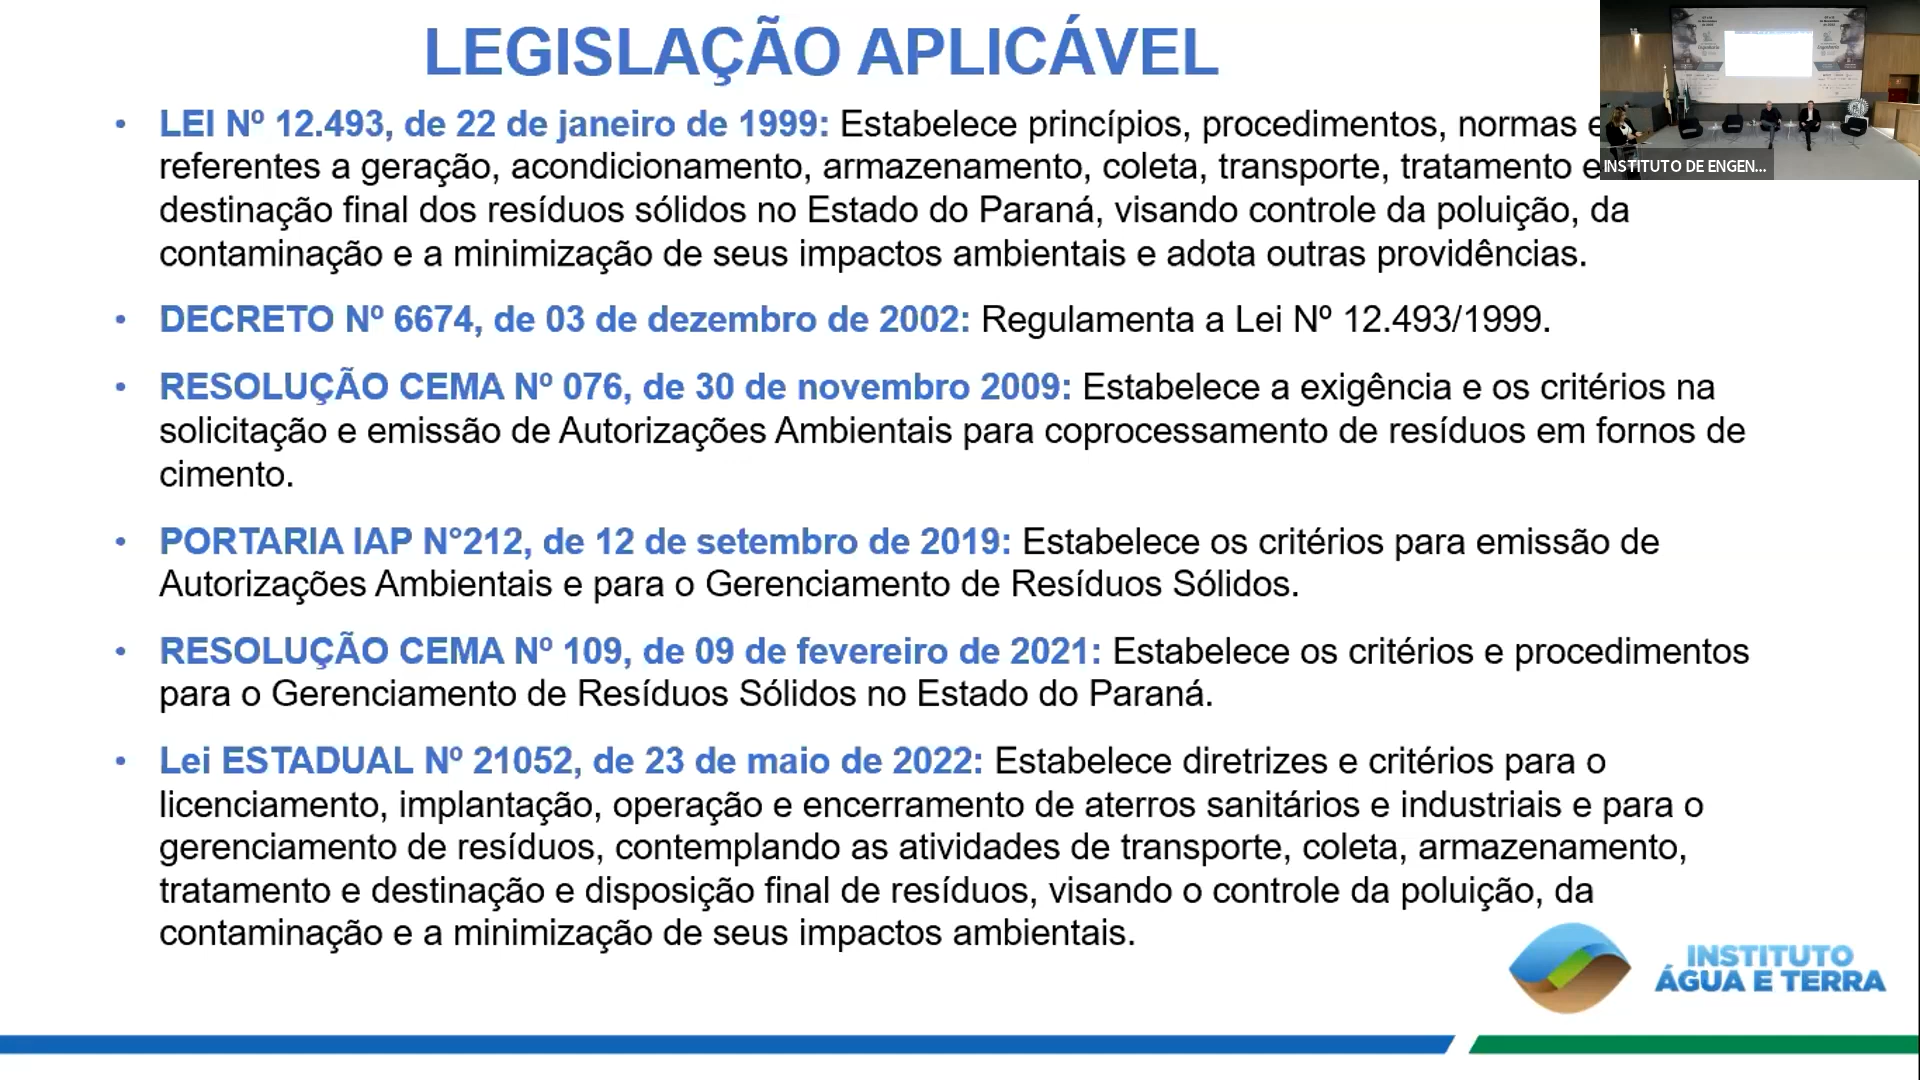 LEGISLAÇÃO APLICÁVEL
• LEI Nº 12.493, de 22 de janeiro de 1999: Estabelece princípios, procedimentos, normas e
referentes a geração, acondicionamento, armazenamento, coleta, transporte, tratamento e
destinação final dos resíduos sólidos no Estado do Paraná, visando controle da poluição, da
contaminação e a minimização de seus impactos ambientais e adota outras providências.
• DECRETO Nº 6674, de 03 de dezembro de 2002: Regulamenta a Lei Nº 12.493/1999.
• RESOLUÇÃO CEMA Nº 076, de 30 de novembro 2009: Estabelece a exigência e os critérios na
solicitação e emissão de Autorizações Ambientais para coprocessamento de resíduos em fornos de
cimento.
• PORTARIA IAP N°212, de 12 de setembro de 2019: Estabelece os critérios para emissão de
Autorizações Ambientais e para o Gerenciamento de Resíduos Sólidos.
• RESOLUÇÃO CEMA Nº 109, de 09 de fevereiro de 2021: Estabelece os critérios e procedimentos
para o Gerenciamento de Resíduos Sólidos no Estado do Paraná.
• Lei ESTADUAL Nº 21052, de 23 de maio de 2022: Estabelece diretrizes e critérios para o
licenciamento, implantação, operação e encerramento de aterros sanitários e industriais e para o
gerenciamento de resíduos, contemplando as atividades de transporte, coleta, armazenamento,
tratamento e destinação e disposição final de resíduos, visando o controle da poluição, da
contaminação e a minimização de seus impactos ambientais.
INSTITUTO DE ENGEN...
INSTITUTO
ÁGUA E TERRA